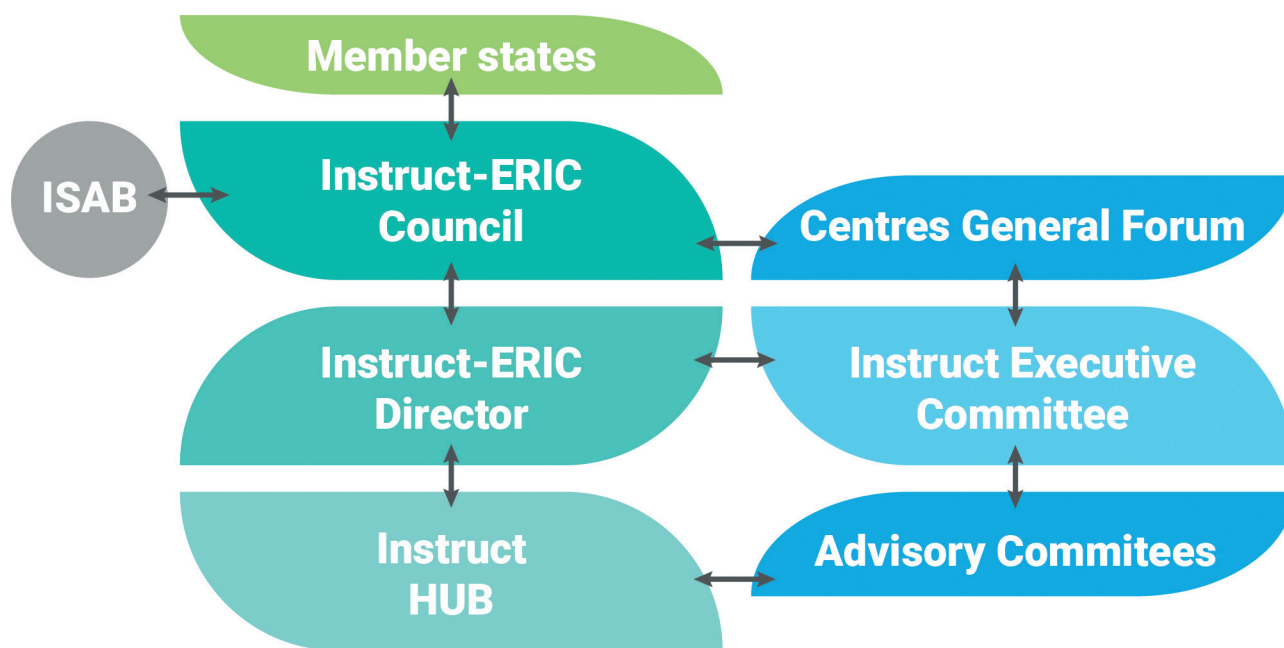 Member states
ISAB
Instruct-ERIC
Council
Centres General Forum
Instruct-ERIC
Director
Instruct Executive
Committee
Instruct
HUB
Advisory Commitees